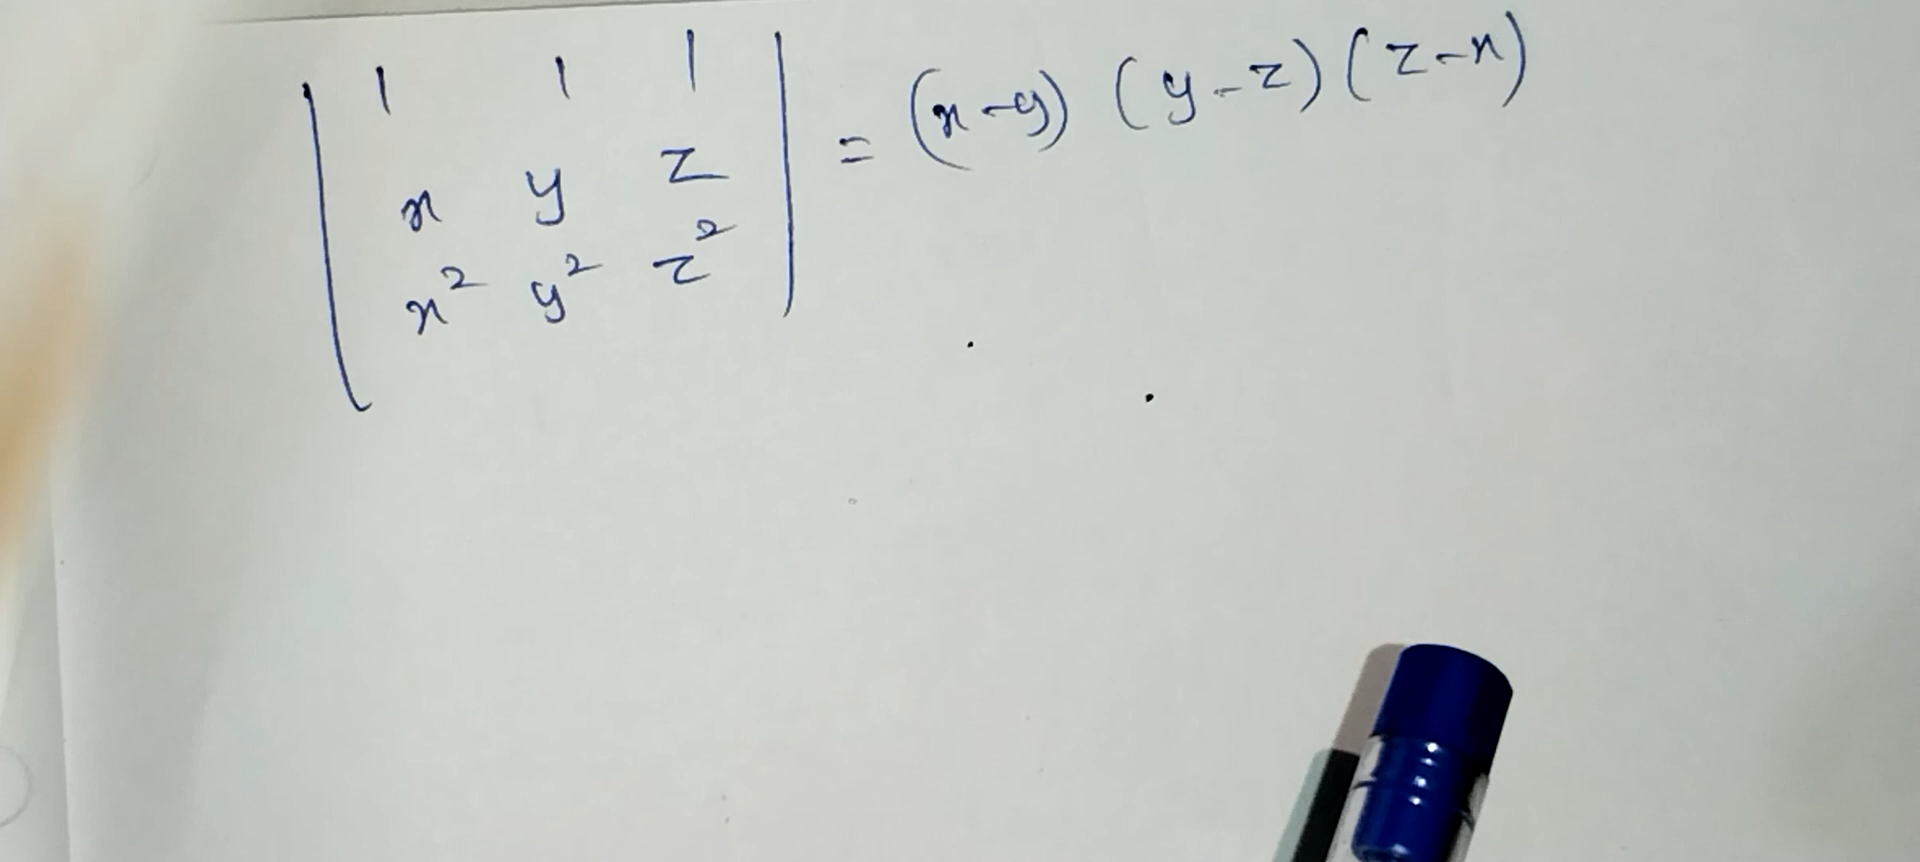 | 1 1 1 | = (x-y) (y-z) (z-x)
x y z
x² y² z²